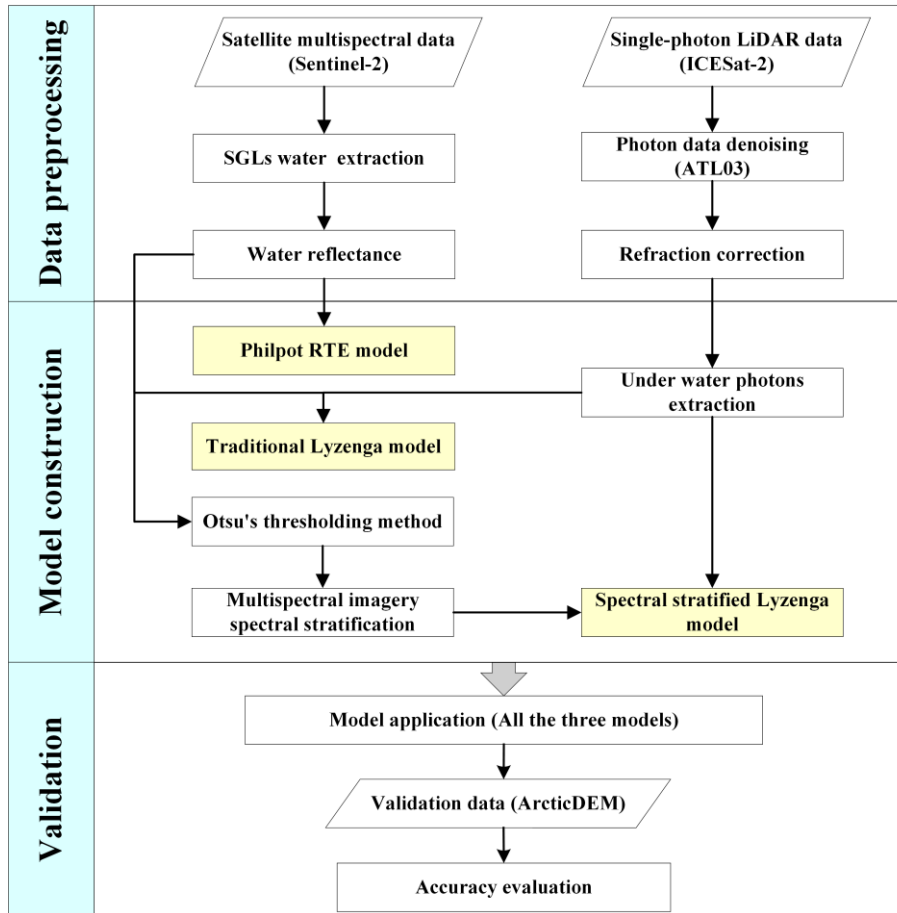 Data preprocessing
Satellite multispectral data
(Sentinel-2)
Single-photon LiDAR data
(ICESat-2)
SGLs water extraction
Photon data denoising
(ATL03)
Water reflectance
Refraction correction
Model construction
Philpot RTE model
Under water photons
extraction
Traditional Lyzenga model
Otsu's thresholding method
Multispectral imagery
spectral stratification
Spectral stratified Lyzenga
model
Validation
Model application (All the three models)
Validation data (ArcticDEM)
Accuracy evaluation